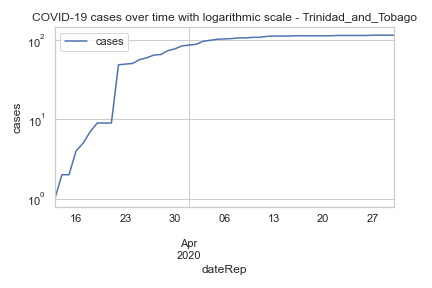 COVID-19 cases over time with logarithmic scale - Trinidad_and_Tobago
cases
10²
10¹
10⁰
cases
16 23 30 06 13 20 27
Apr
2020
dateRep